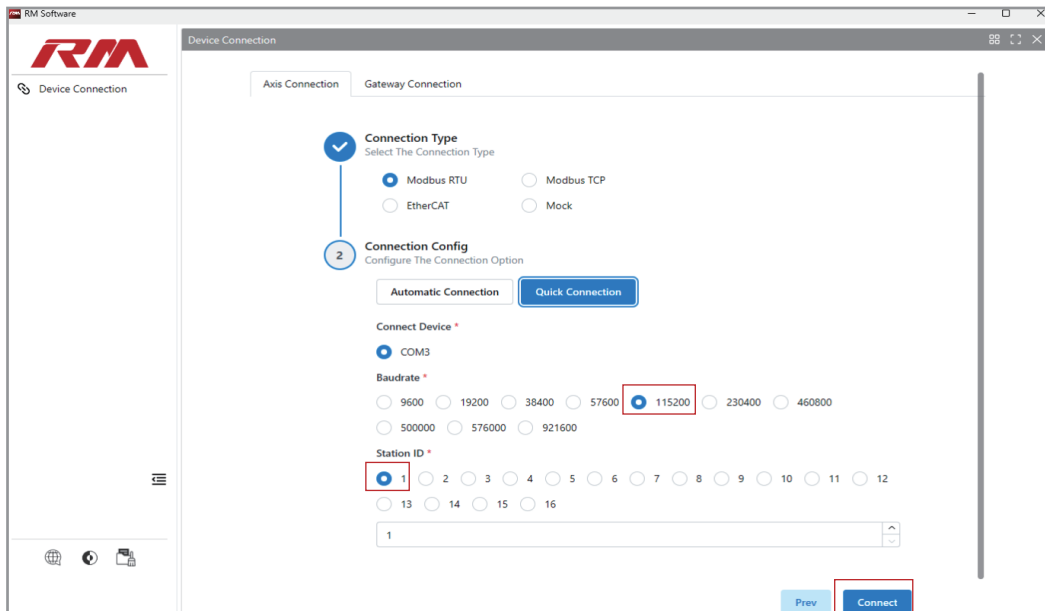 RM Software
RM
Device Connection
Device Connection
Axis Connection Gateway Connection
Connection Type
Select The Connection Type
Modbus RTU Modbus TCP
EtherCAT Mock
2 Connection Config
Configure The Connection Option
Automatic Connection Quick Connection
Connect Device *
COM3
Baudrate *
9600 19200 38400 57600 115200 230400 460800
500000 576000 921600
Station ID *
1 2 3 4 5 6 7 8 9 10 11 12
13 14 15 16
1
Prev Connect